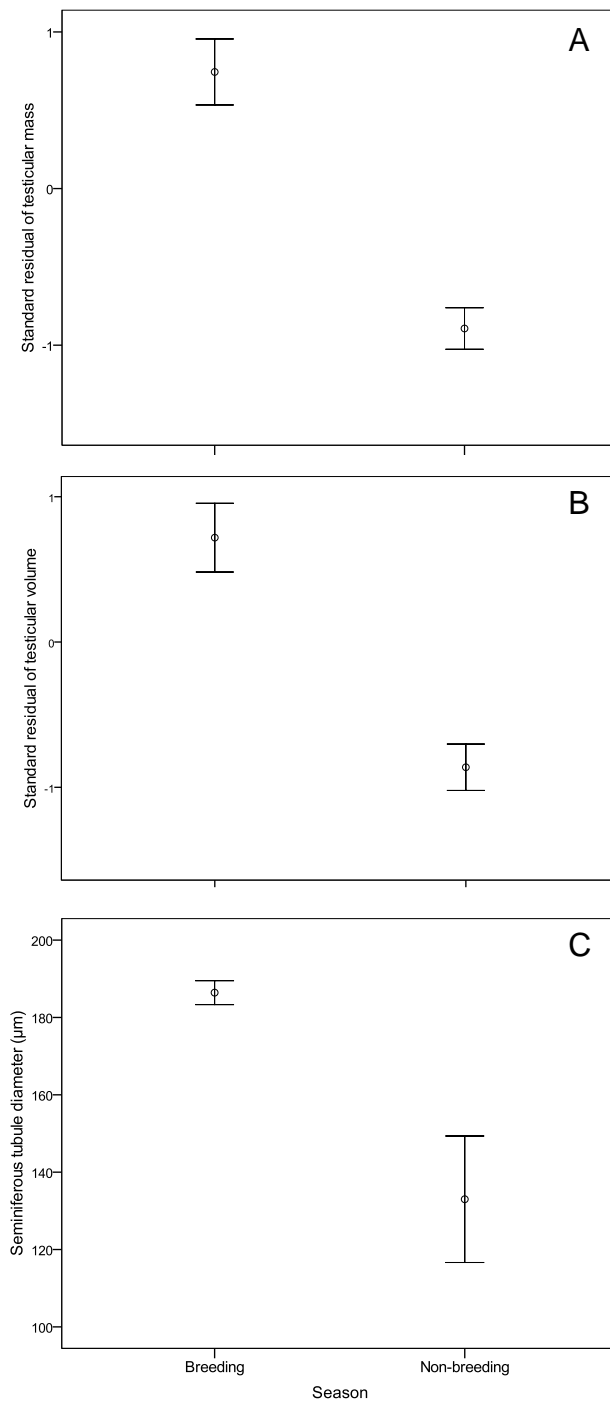 A
Standard residual of testicular mass
1
0
-1
B
Standard residual of testicular volume
1
0
-1
C
Seminiferous tubule diameter (µm)
200
180
160
140
120
100
Breeding Non-breeding
Season